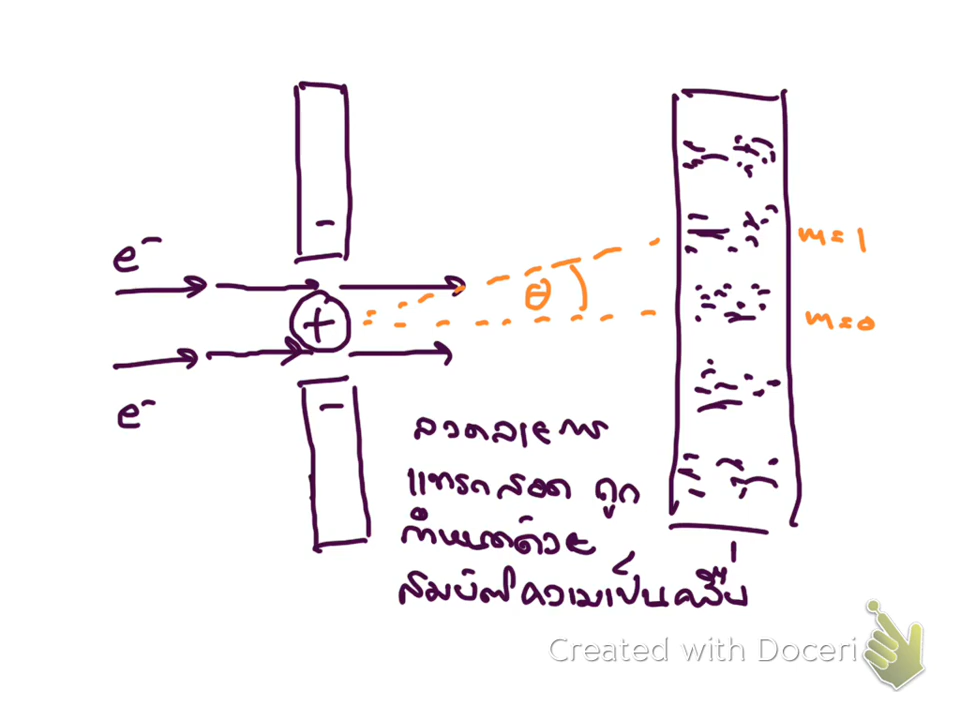 e⁻
e⁻
−
+
−
θ
m=1
m=0
ลวดลายการ
แทรกสอด ถูก
กำหนดด้วย
สมบัติความเป็นคลื่น
Created with Doceri